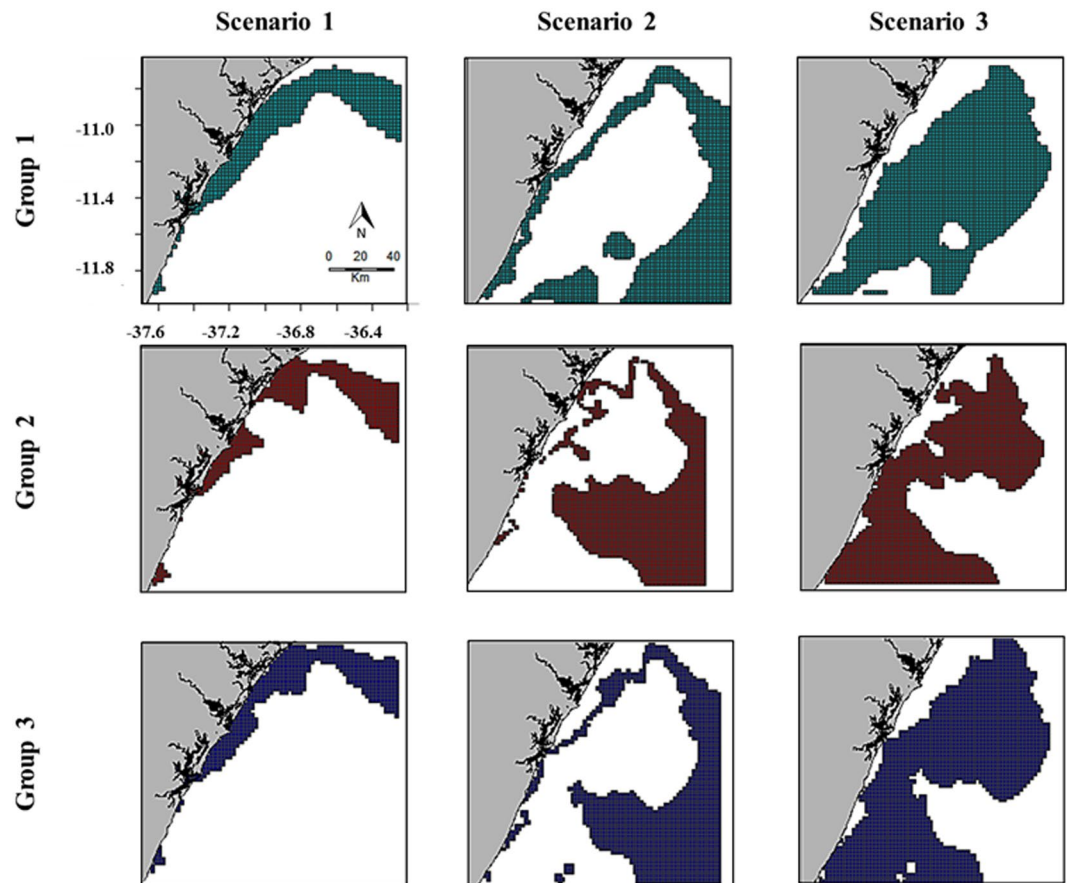 Scenario 1
Scenario 2
Scenario 3
Group 1
-11.0
-11.4
-11.8
N
0 20 40
Km
-37.6 -37.2 -36.8 -36.4
Group 2
Group 3